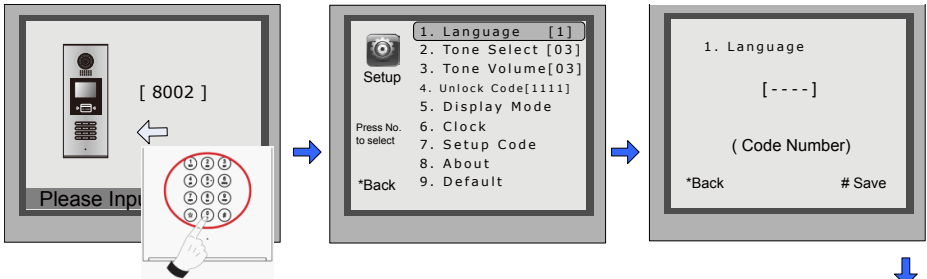 [ 8002 ]
Please Inpu
Setup
Press No.
to select
*Back
1. Language [1]
2. Tone Select [03]
3. Tone Volume[03]
4. Unlock Code[1111]
5. Display Mode
6. Clock
7. Setup Code
8. About
9. Default
1. Language
[----]
( Code Number)
*Back # Save